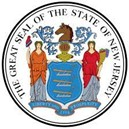 THE GREAT SEAL OF THE STATE OF NEW JERSEY